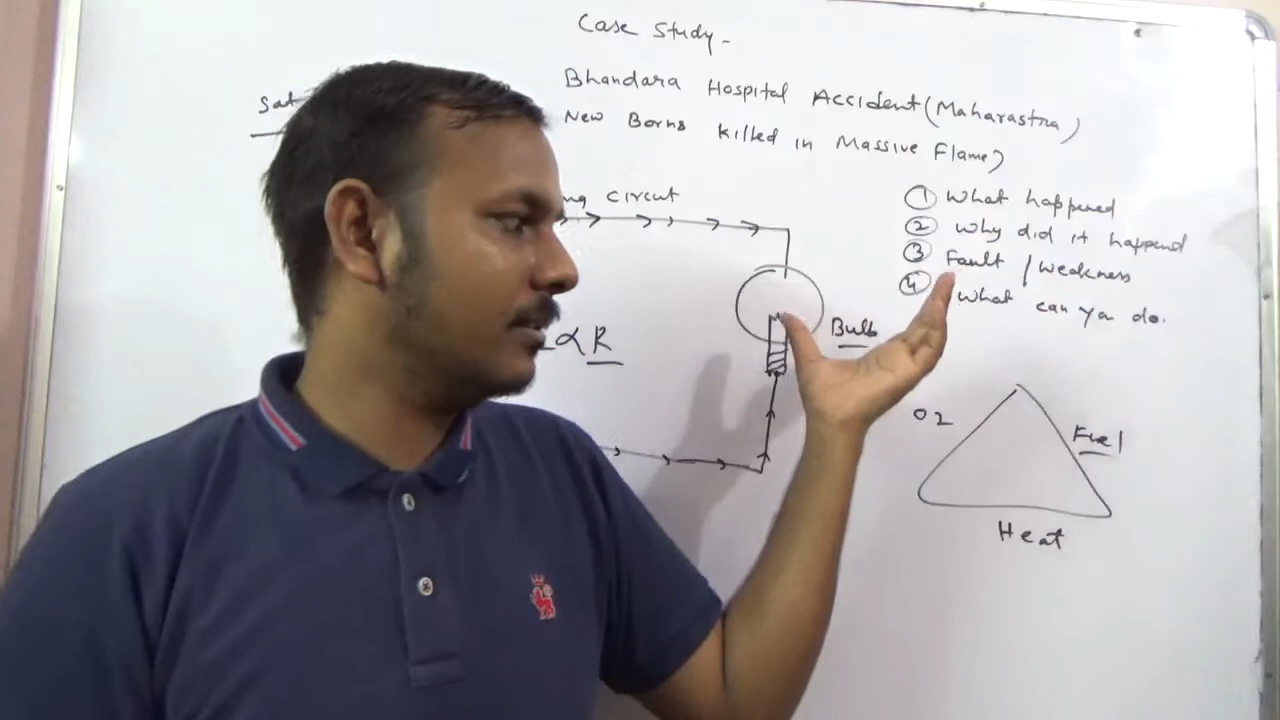 Case Study -
Bhandara Hospital Accident (Maharastra)
New Borns killed in Massive Flame)
Sat
circuit
① What happened
② Why did it happend
③ Fault / Weakness
④ What can you do.
α R
Bulb
O2
Fuel
Heat